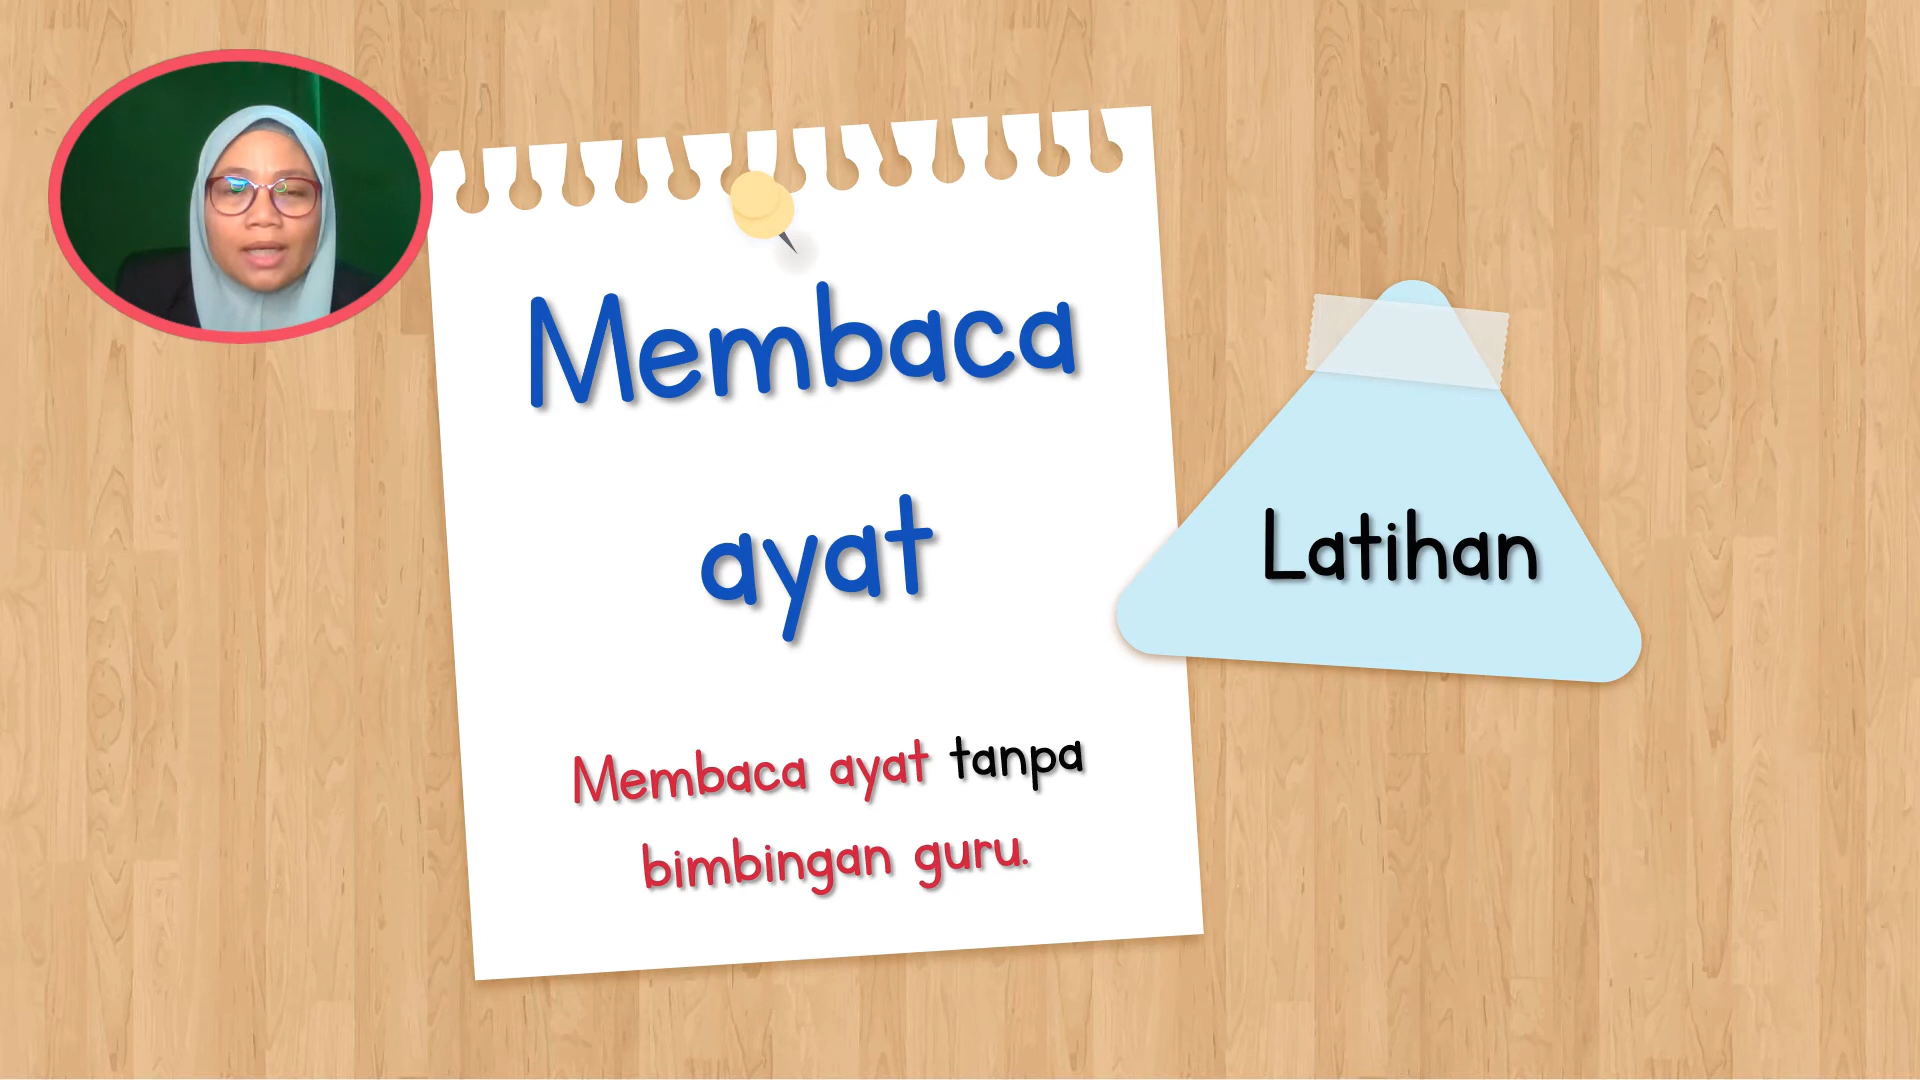 Membaca
ayat
Membaca ayat tanpa
bimbingan guru.
Latihan